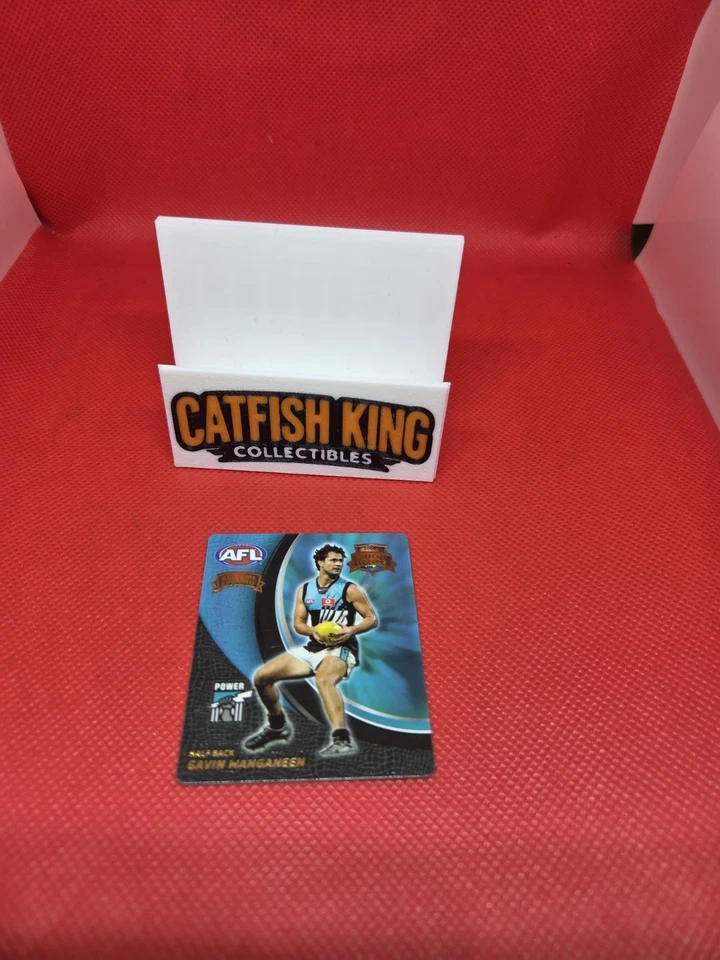 CATFISH KING
COLLECTIBLES
AFL
POWER
HALF BACK
GAVIN WANGANEEN